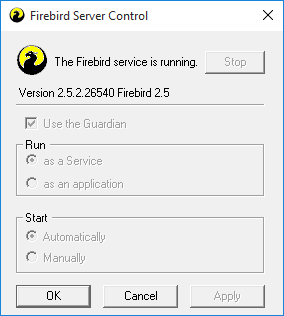 Firebird Server Control
The Firebird service is running.
Stop
Version 2.5.2.26540 Firebird 2.5
Use the Guardian
Run
as a Service
as an application
Start
Automatically
Manually
OK
Cancel
Apply